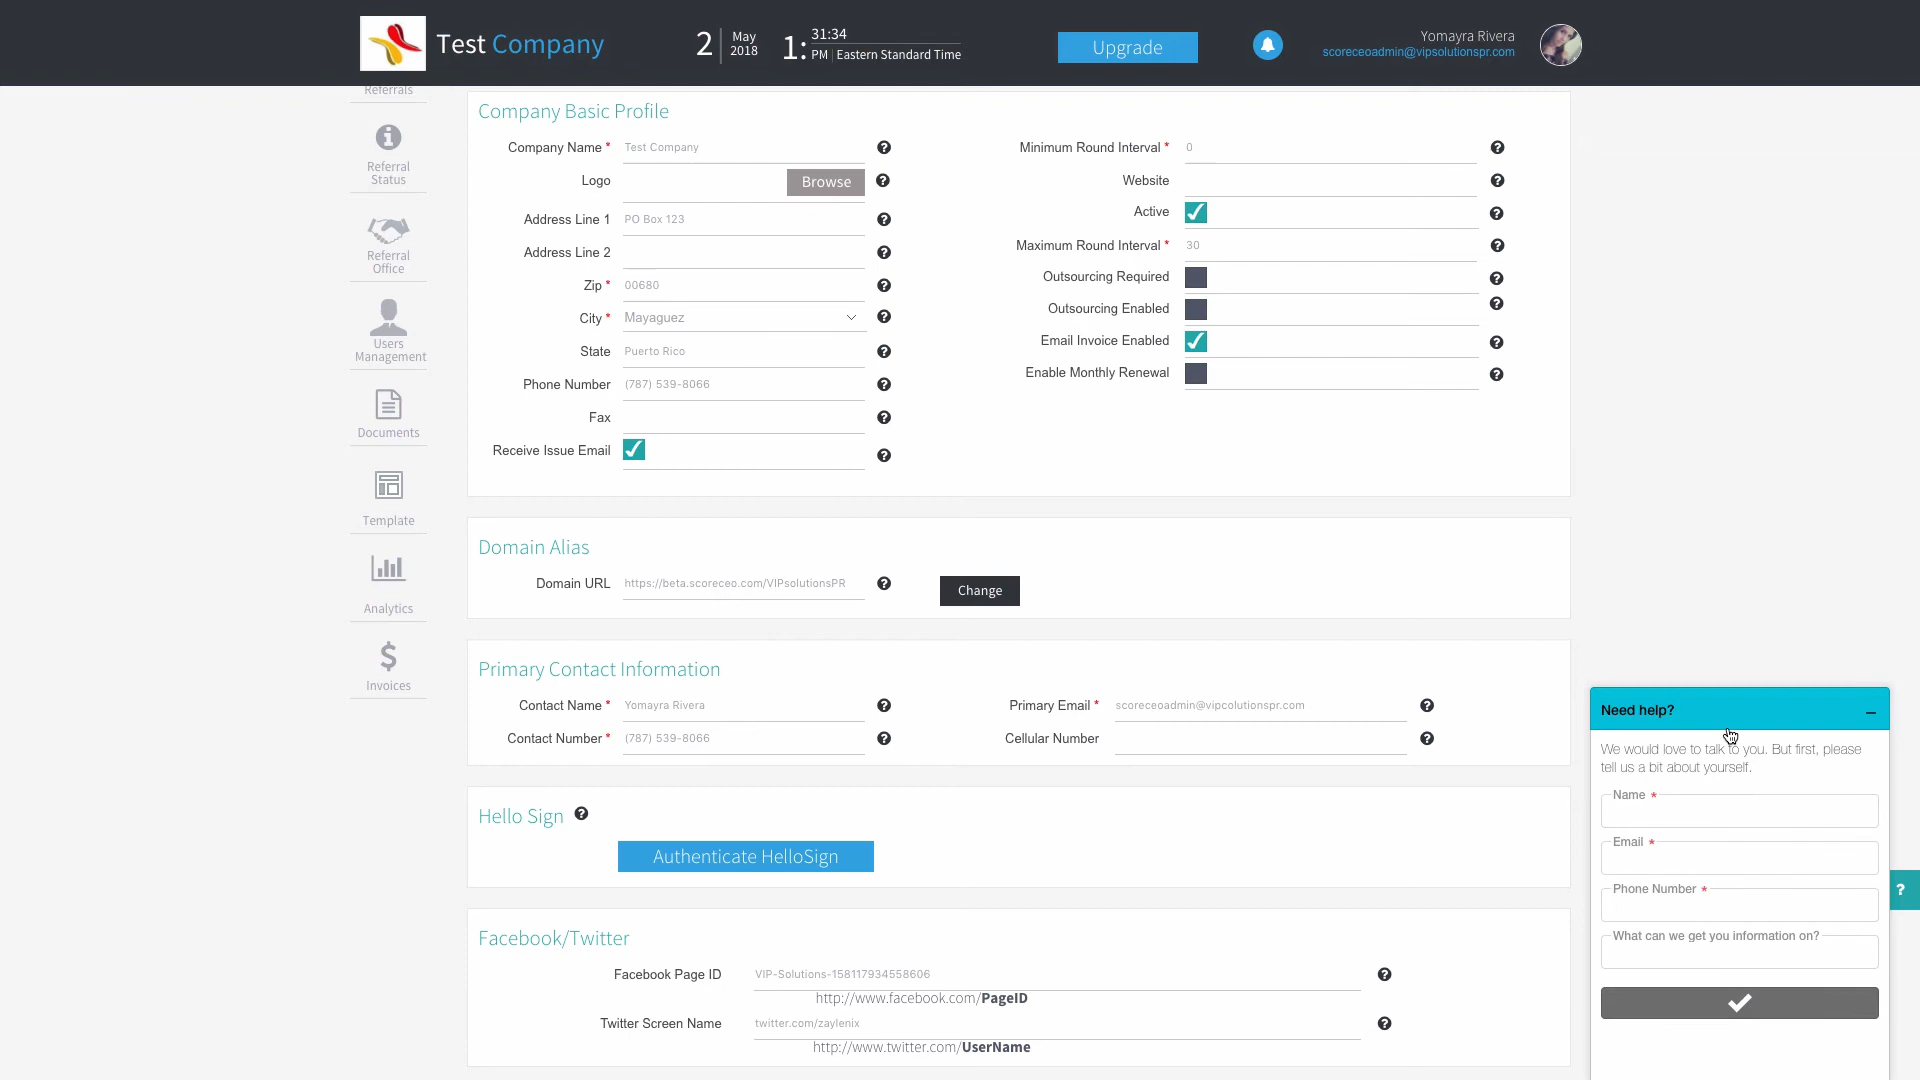 Test Company
2
May
2018
1:
31:34
PM | Eastern Standard Time
Upgrade
Yomayra Rivera
scoreceoadmin@vipsolutionspr.com
Referrals
Referral
Status
Referral
Office
Users
Management
Documents
Template
Analytics
Invoices
Company Basic Profile
Company Name * Test Company
Logo Browse
Address Line 1 PO Box 123
Address Line 2
Zip * 00680
City * Mayaguez
State Puerto Rico
Phone Number (787) 539-8066
Fax
Receive Issue Email
Minimum Round Interval * 0
Website
Active
Maximum Round Interval * 30
Outsourcing Required
Outsourcing Enabled
Email Invoice Enabled
Enable Monthly Renewal
Domain Alias
Domain URL https://beta.scoreceo.com/VIPsolutionsPR
Change
Primary Contact Information
Contact Name * Yomayra Rivera
Contact Number * (787) 539-8066
Primary Email * scoreceoadmin@vipcolutionspr.com
Cellular Number
Hello Sign
Authenticate HelloSign
Facebook/Twitter
Facebook Page ID VIP-Solutions-158117934558606
http://www.facebook.com/PageID
Twitter Screen Name twitter.com/zaylenix
http://www.twitter.com/UserName
Need help?
We would love to talk to you. But first, please
tell us a bit about yourself.
Name *
Email *
Phone Number *
What can we get you information on?
?